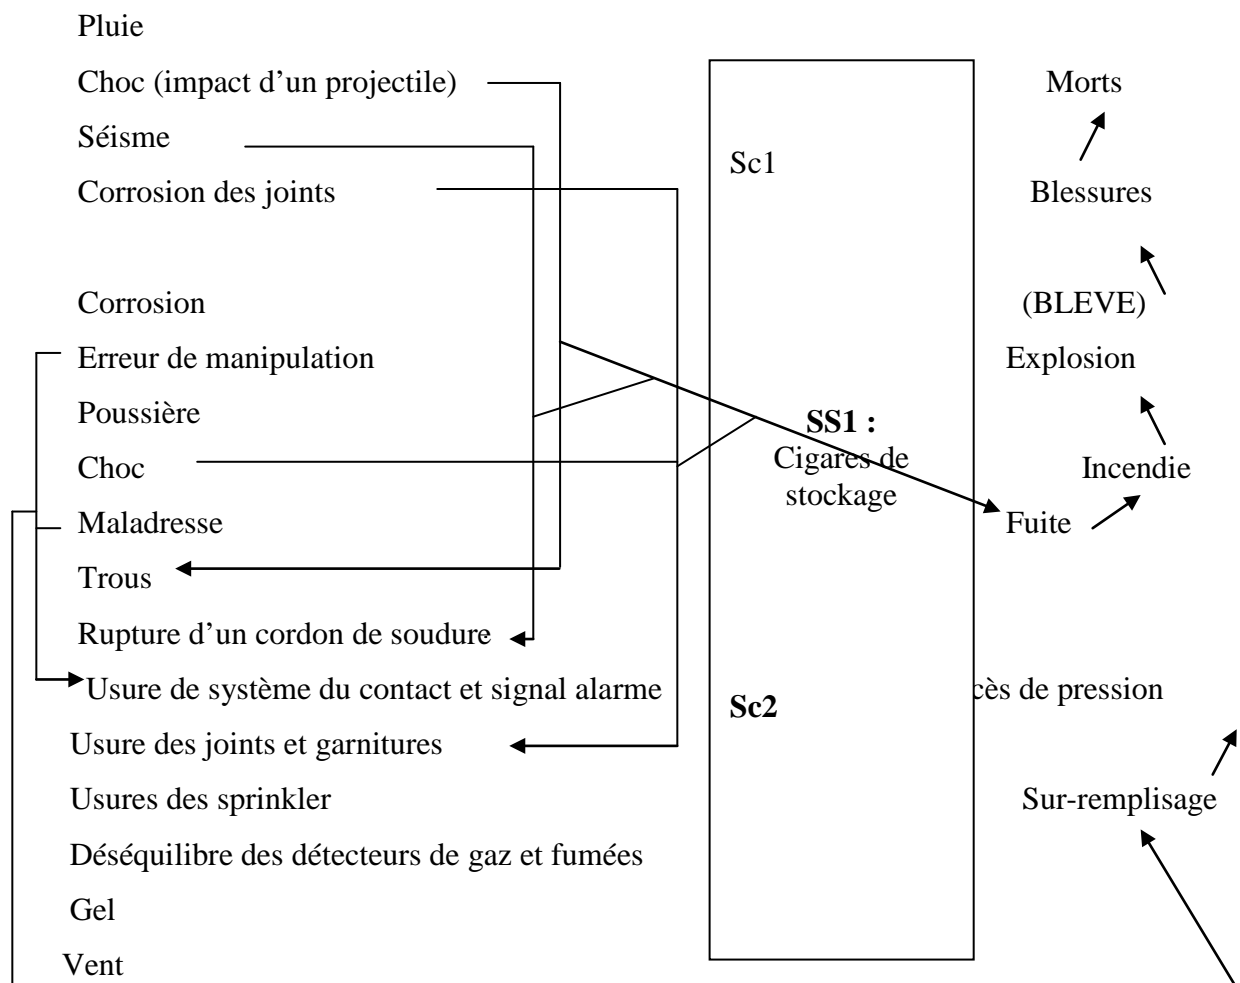 Pluie
Choc (impact d’un projectile)
Séisme
Corrosion des joints
Corrosion
Erreur de manipulation
Poussière
Choc
Maladresse
Trous
Rupture d’un cordon de soudure
Usure de système du contact et signal alarme
Usure des joints et garnitures
Usures des sprinkler
Déséquilibre des détecteurs de gaz et fumées
Gel
Vent
Sc1
SS1 :
Cigares de
stockage
Sc2
Morts
Blessures
(BLEVE)
Explosion
Incendie
Fuite
cès de pression
Sur-remplisage